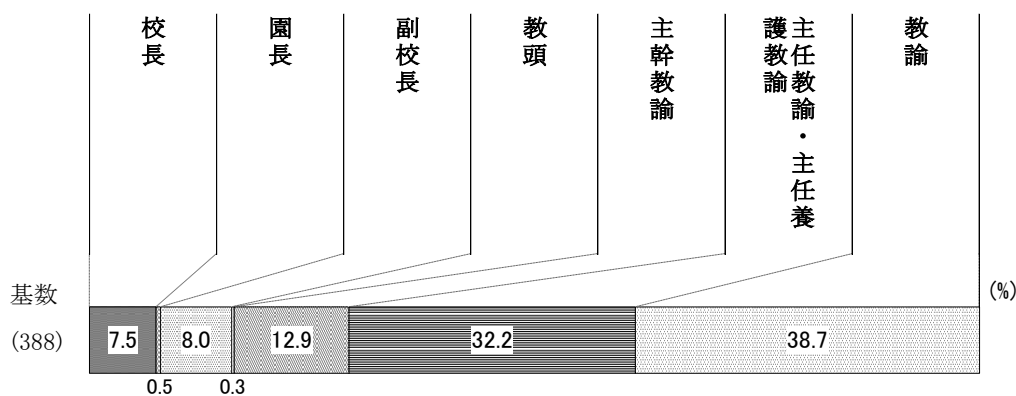 校長
園長
副校長
教頭
主幹教諭
主任教諭・主任養
護教諭
教諭
基数
(%)
(388)
7.5
8.0
12.9
32.2
38.7
0.5
0.3